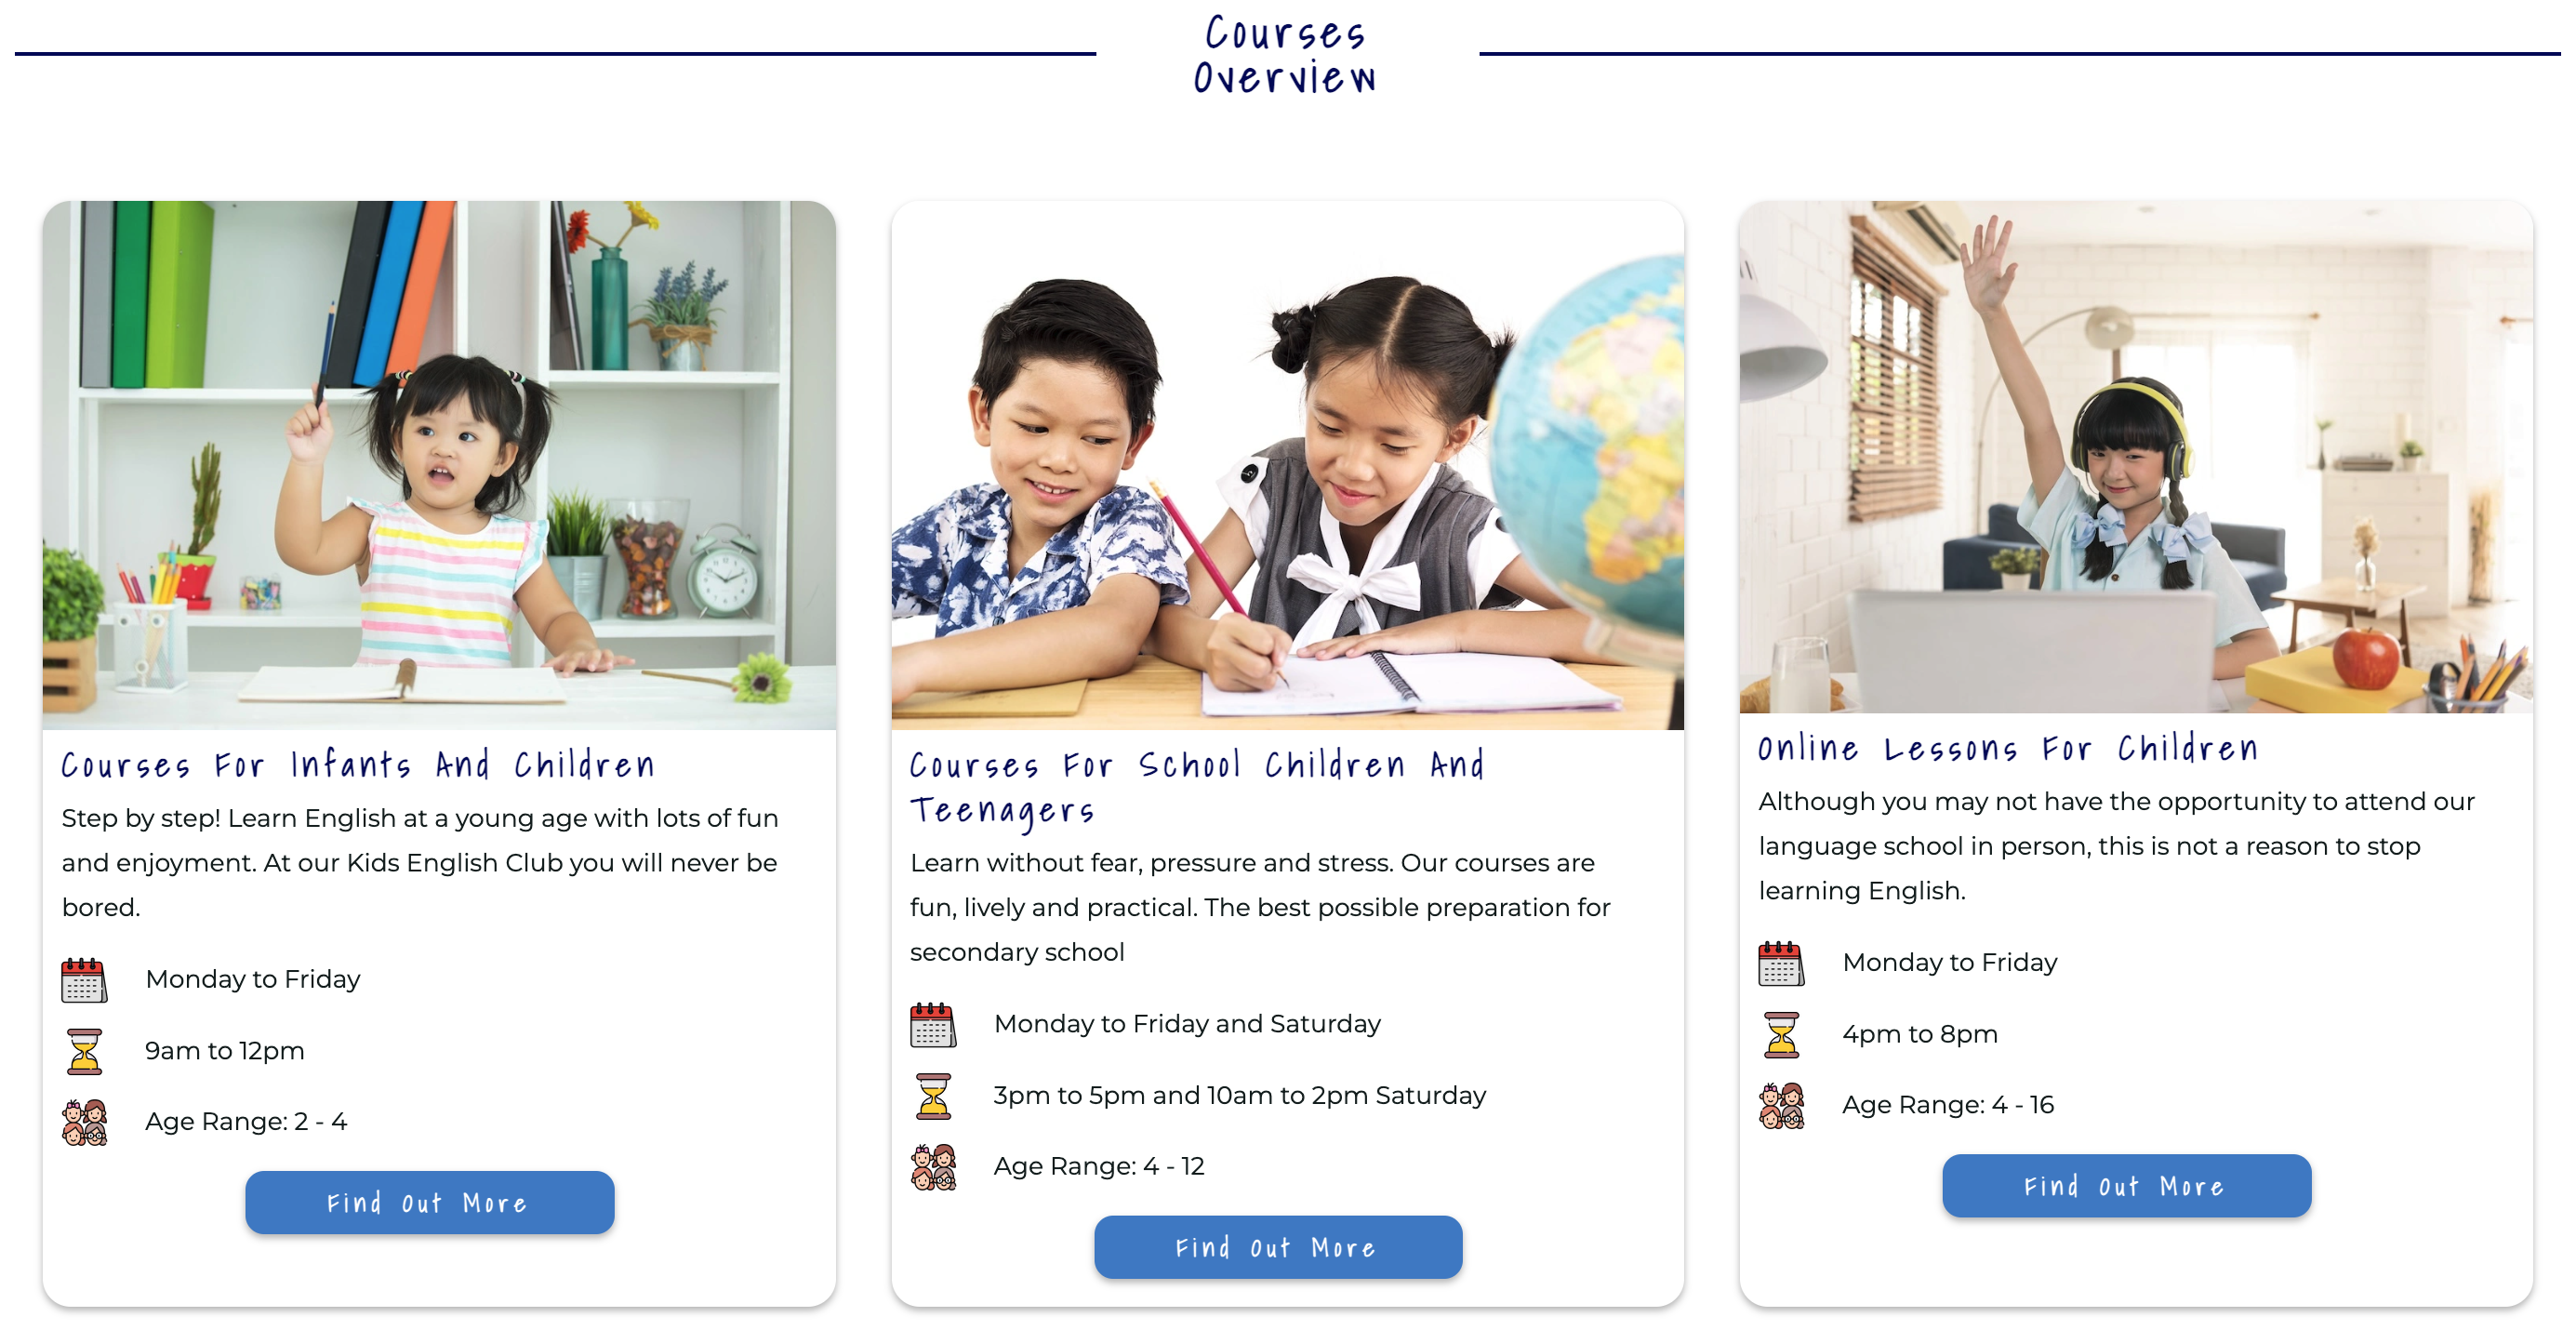 Courses
Overview
Courses For Infants And Children
Step by step! Learn English at a young age with lots of fun
and enjoyment. At our Kids English Club you will never be
bored.
Monday to Friday
9am to 12pm
Age Range: 2 - 4
Find Out More
Courses For School Children And
Teenagers
Learn without fear, pressure and stress. Our courses are
fun, lively and practical. The best possible preparation for
secondary school
Monday to Friday and Saturday
3pm to 5pm and 10am to 2pm Saturday
Age Range: 4 - 12
Find Out More
Online Lessons For Children
Although you may not have the opportunity to attend our
language school in person, this is not a reason to stop
learning English.
Monday to Friday
4pm to 8pm
Age Range: 4 - 16
Find Out More